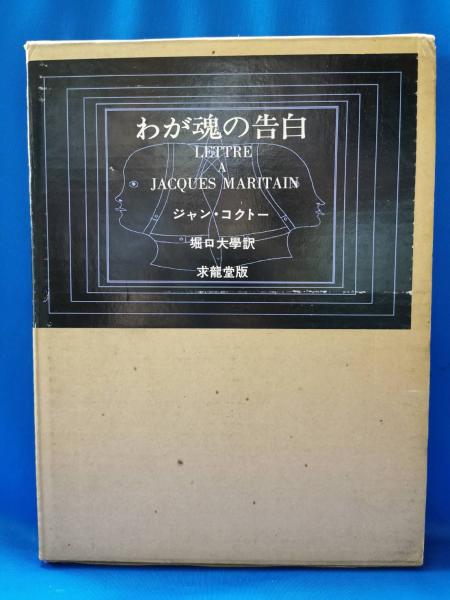 わが魂の告白
LETTRE
A
JACQUES MARITAIN
ジャン・コクトー
堀口大學訳
求龍堂版